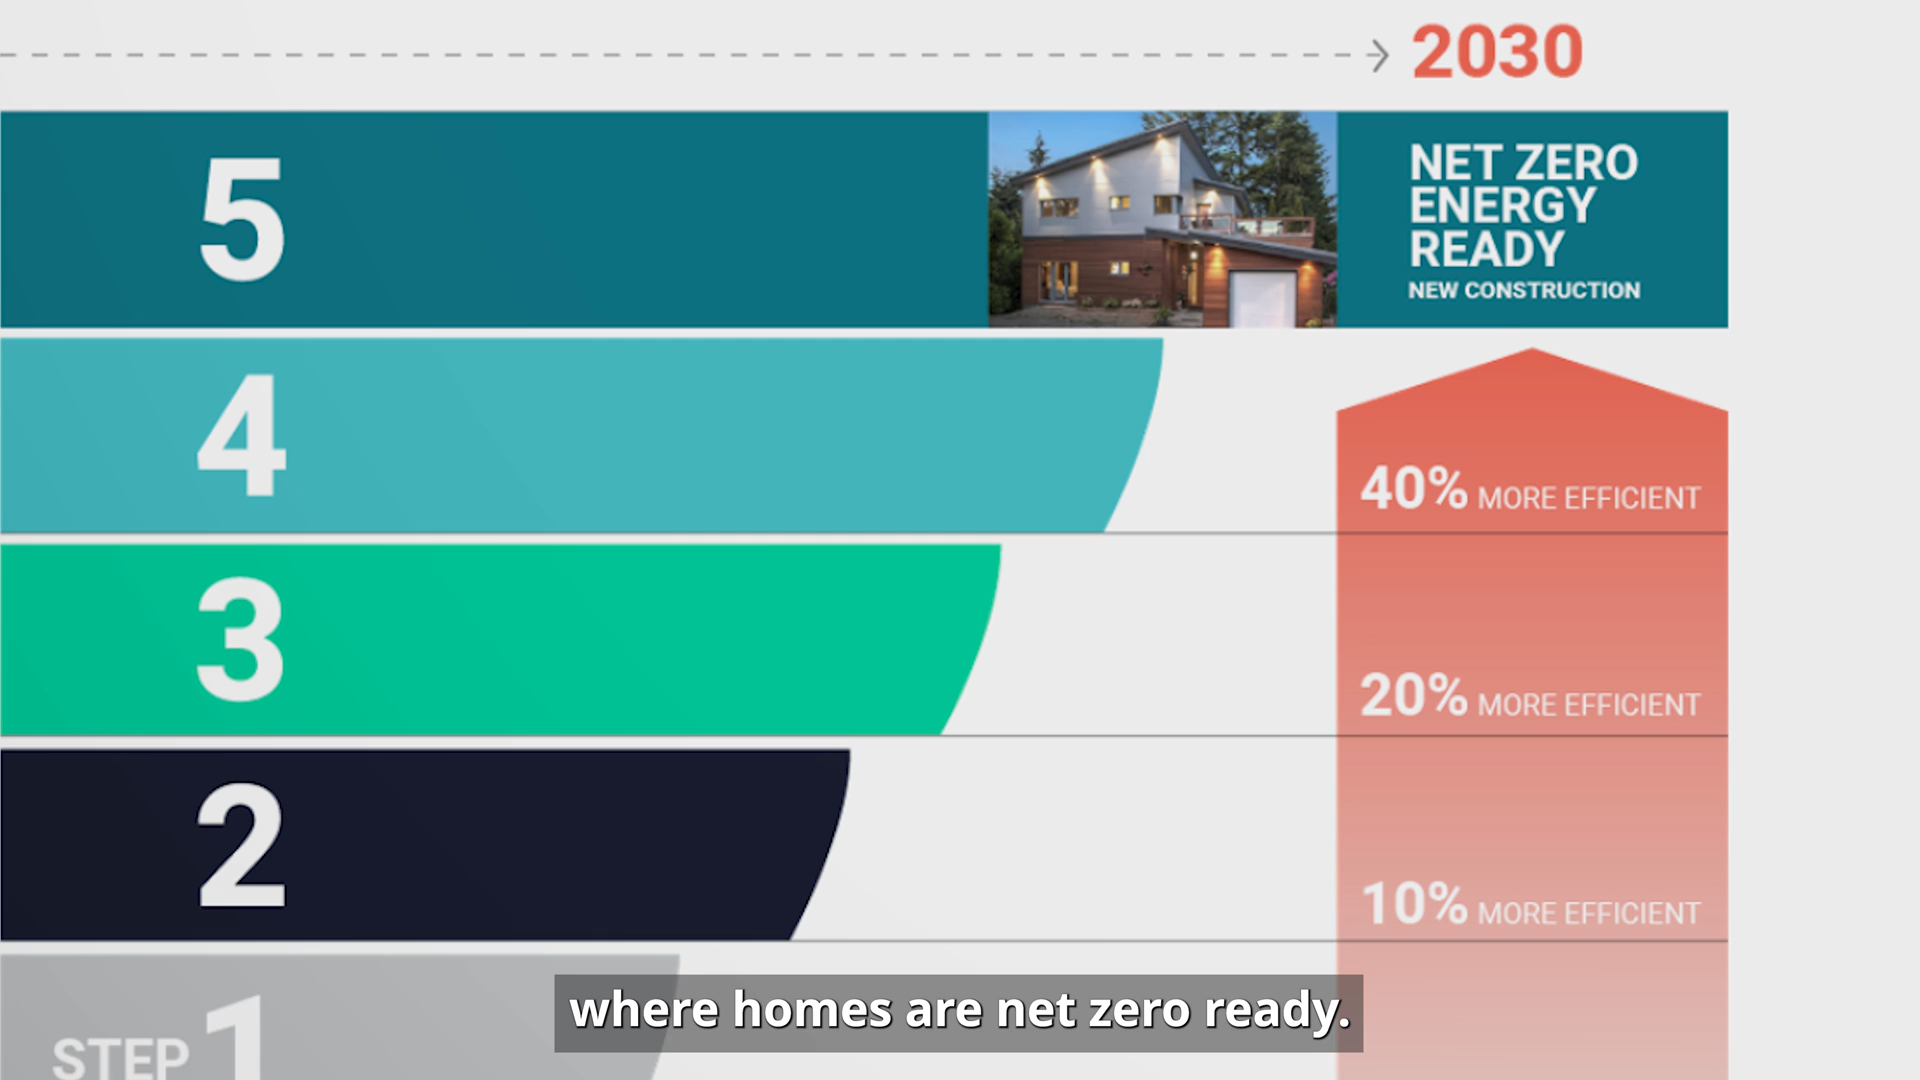 2030
5
NET ZERO
ENERGY
READY
NEW CONSTRUCTION
4
40% MORE EFFICIENT
3
20% MORE EFFICIENT
2
10% MORE EFFICIENT
STEP 1
where homes are net zero ready.